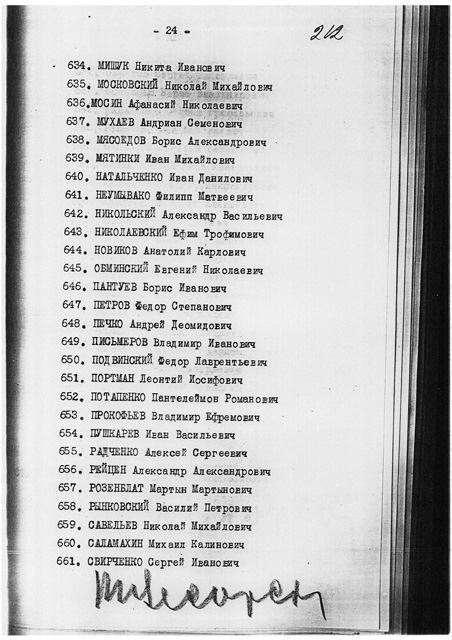 - 24 -
212
634. МИЩУК Никита Иванович
635. МОСКОВСКИЙ Николай Михайлович
636. МОСИН Афанасий Николаевич
637. МУХАЕВ Андриан Семенович
638. МЯСОЕДОВ Борис Александрович
639. МЯТИНКИ Иван Михайлович
640. НАТАЛЬЧЕНКО Иван Данилович
641. НЕУМЫВАКО Филипп Матвеевич
642. НИКОЛЬСКИЙ Александр Васильевич
643. НИКОЛАЕВСКИЙ Ефим Трофимович
644. НОВИКОВ Анатолий Карлович
645. ОБМИНСКИЙ Евгений Николаевич
646. ПАНТУЕВ Борис Иванович
647. ПЕТРОВ Федор Степанович
648. ПЕЧКО Андрей Деомидович
649. ПИСЬМЕРОВ Владимир Иванович
650. ПОДВИНСКИЙ Федор Лаврентьевич
651. ПОРТМАН Леонтий Иосифович
652. ПОТАПЕНКО Пантелеймон Романович
653. ПРОКОФЬЕВ Владимир Ефремович
654. ПУШКАРЕВ Иван Васильевич
655. РАДЧЕНКО Алексей Сергеевич
656. РЕЙЦЕН Александр Александрович
657. РОЗЕНБЛАТ Мартын Мартынович
658. РЫНКОВСКИЙ Василий Петрович
659. САВЕЛЬЕВ Николай Михайлович
660. САЛАМАХИН Михаил Калинович
661. СВИРЧЕНКО Сергей Иванович